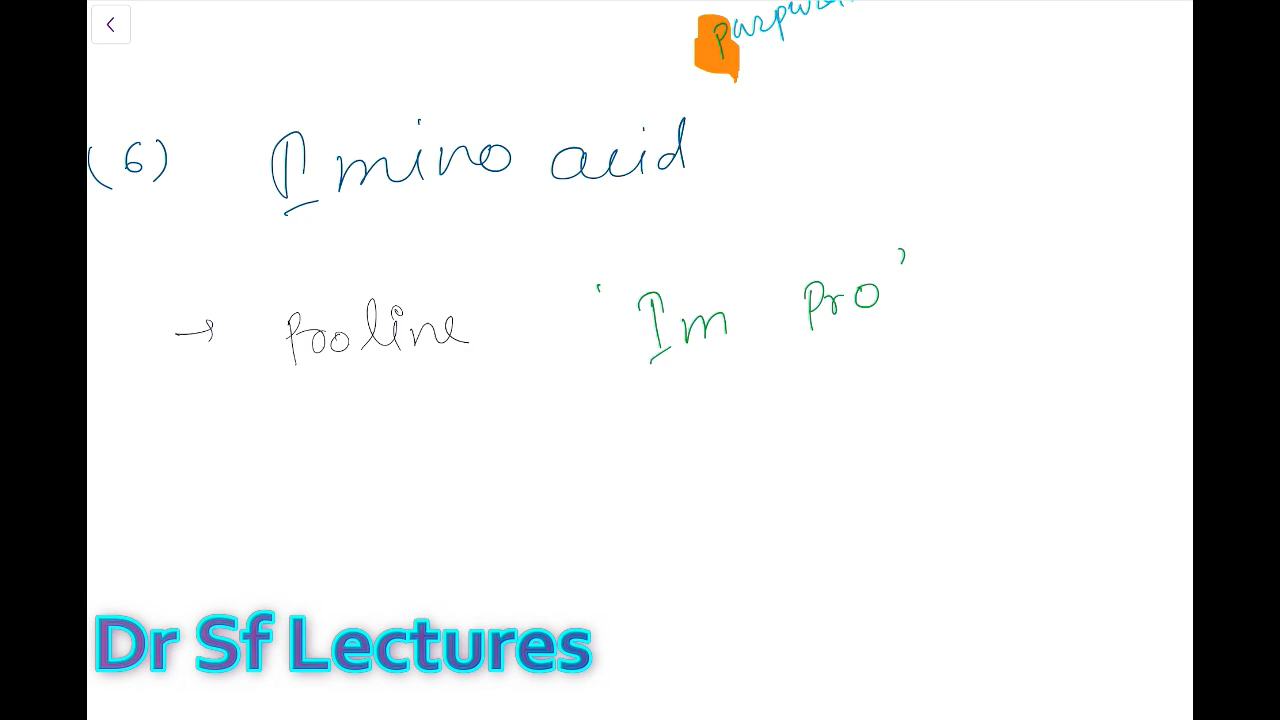 (6) Imino acid
→ Proline 'Im Pro'
Dr Sf Lectures